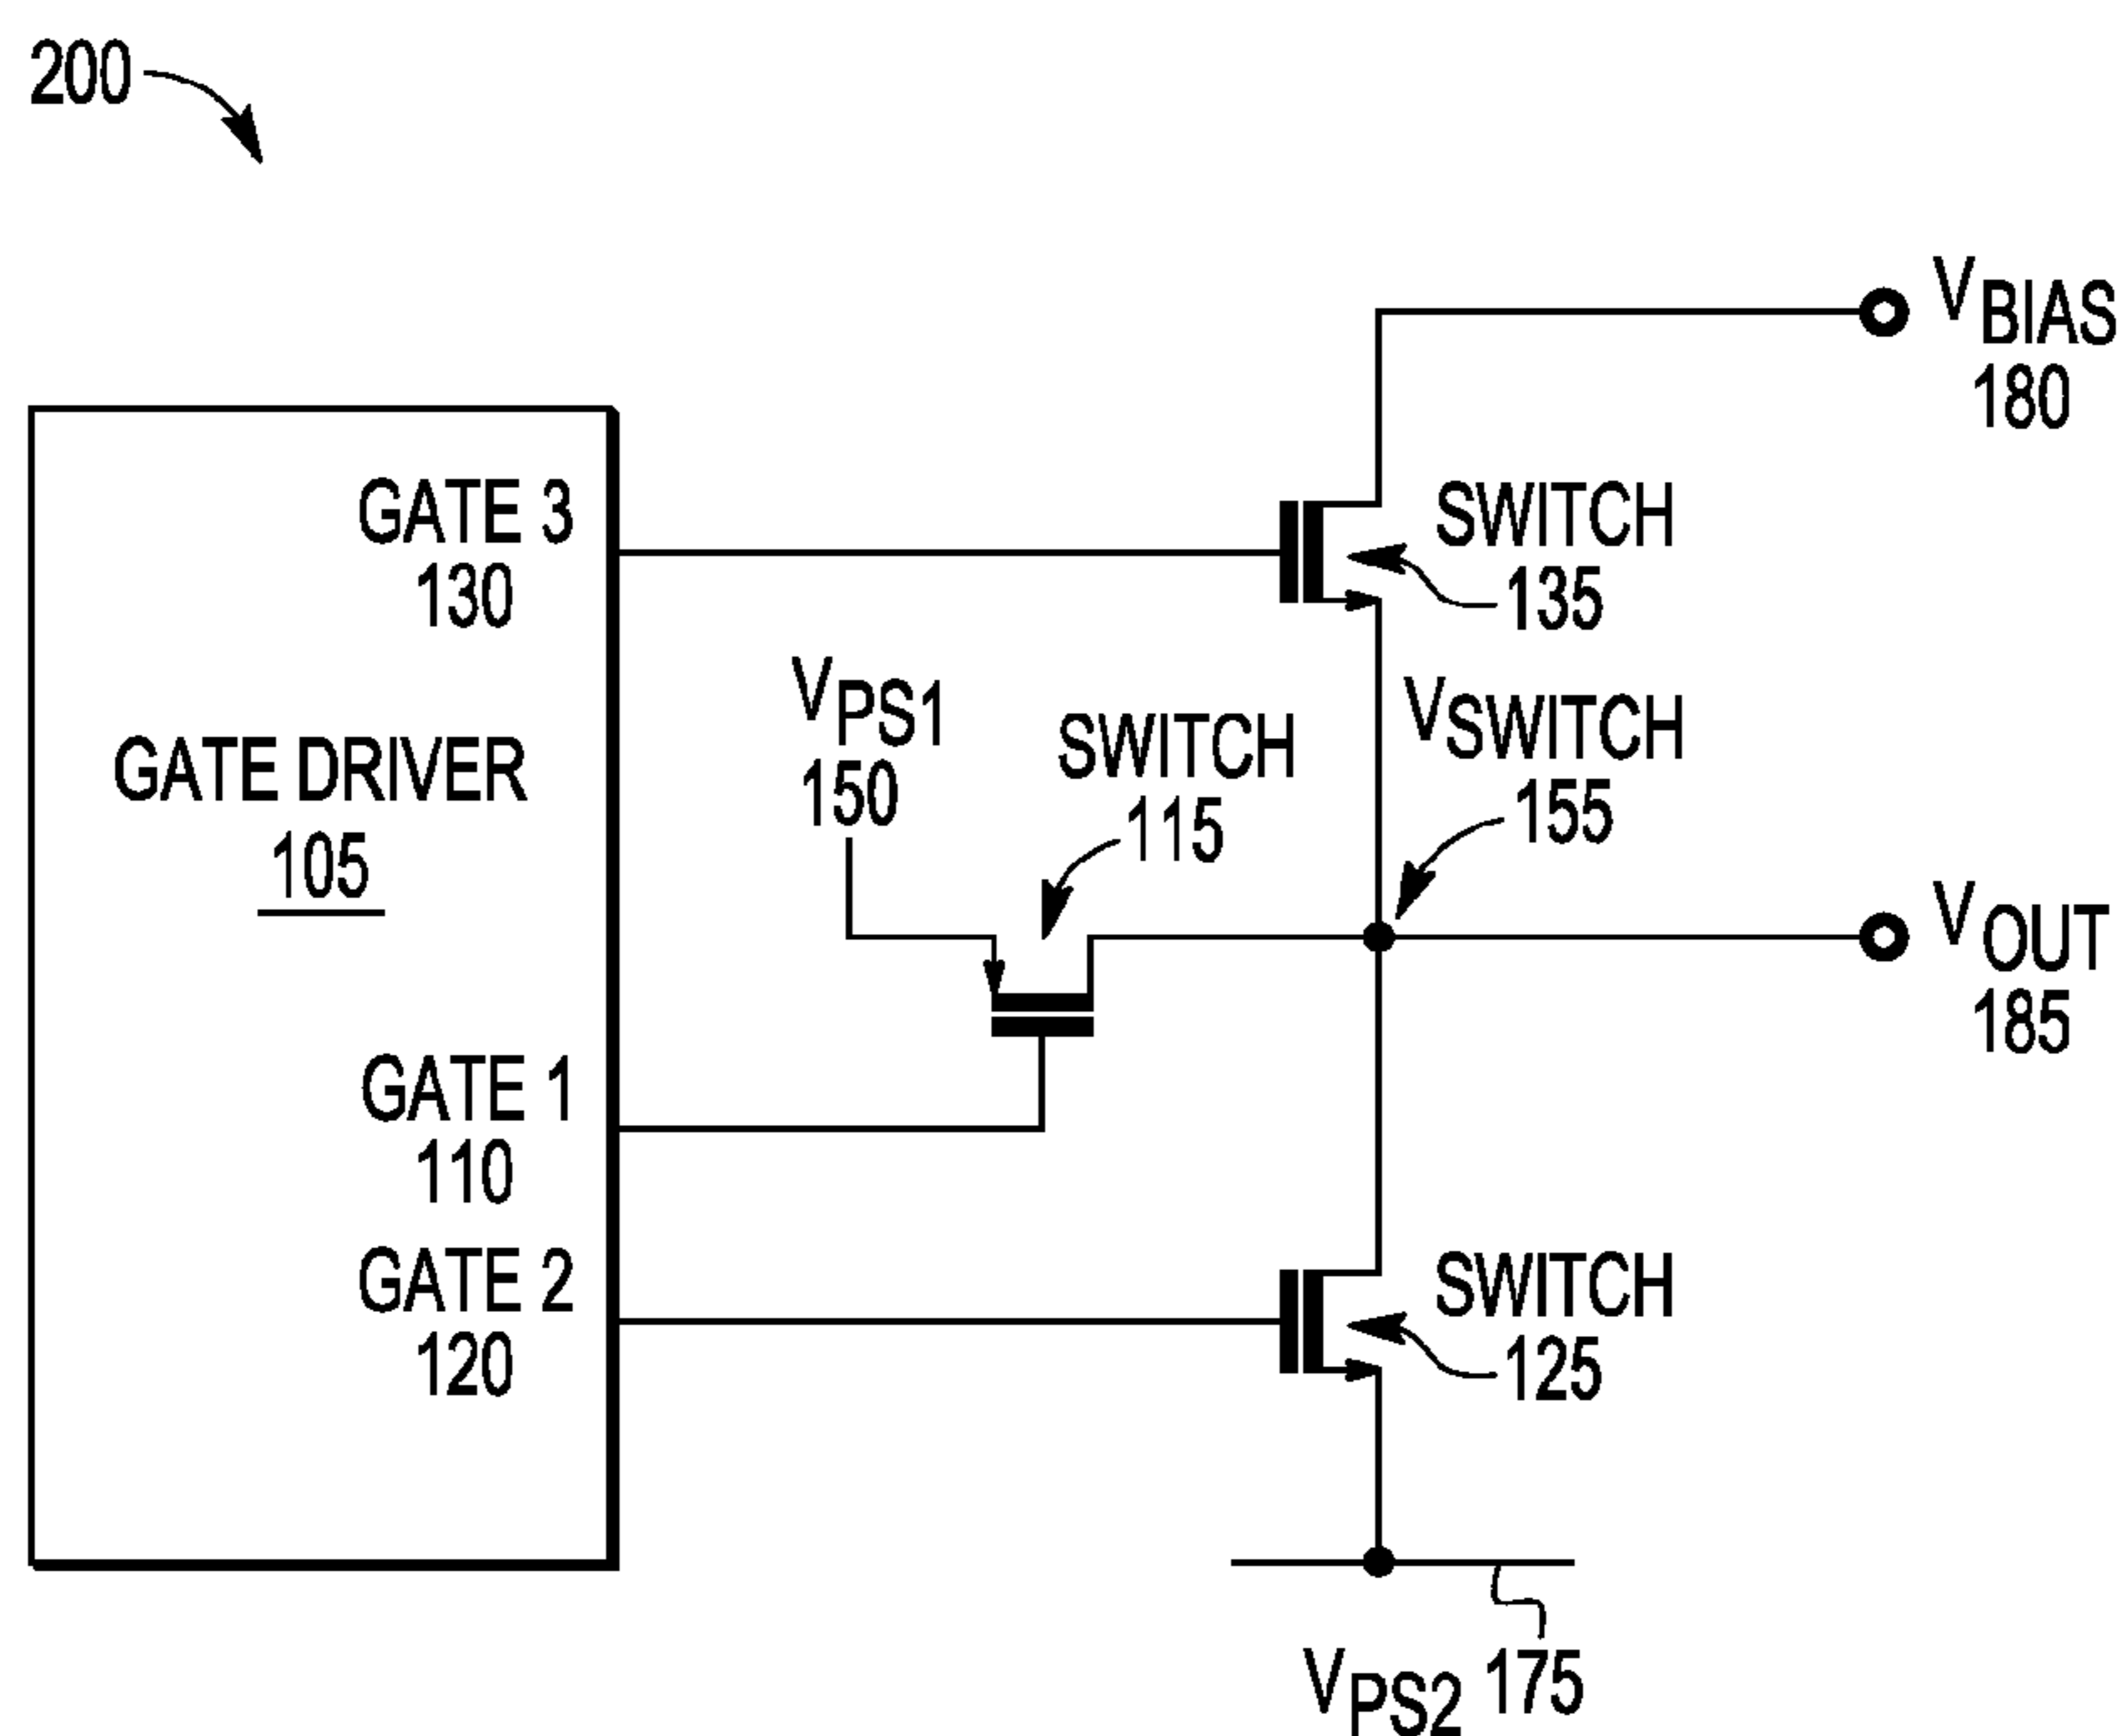 200
VBIAS
180
GATE 3
130
SWITCH
135
VPS1
150
SWITCH
115
VSWITCH
155
GATE DRIVER
105
VOUT
185
GATE 1
110
GATE 2
120
SWITCH
125
VPS2
175